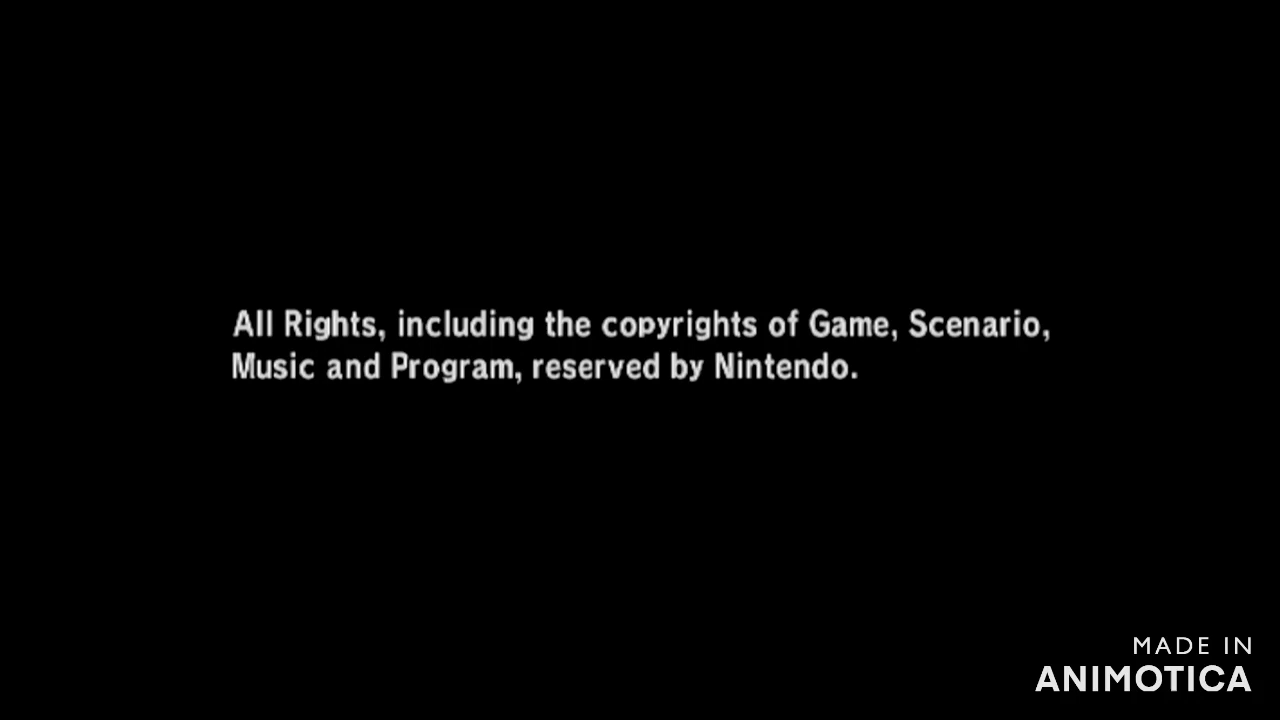 All Rights, including the copyrights of Game, Scenario,
Music and Program, reserved by Nintendo.
MADE IN
ANIMOTICA